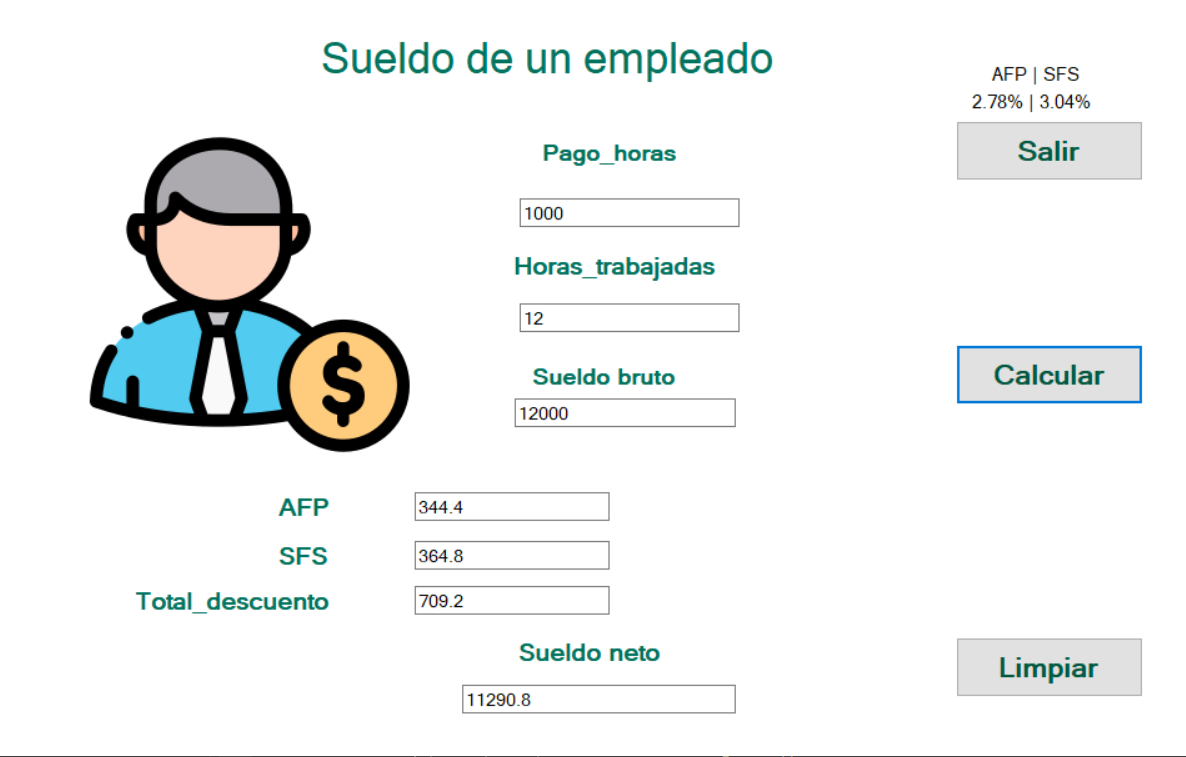 Sueldo de un empleado
AFP | SFS
2.78% | 3.04%
Salir
Pago_horas
1000
Horas_trabajadas
12
Calcular
Sueldo bruto
12000
$
AFP
344.4
SFS
364.8
Total_descuento
709.2
Sueldo neto
11290.8
Limpiar